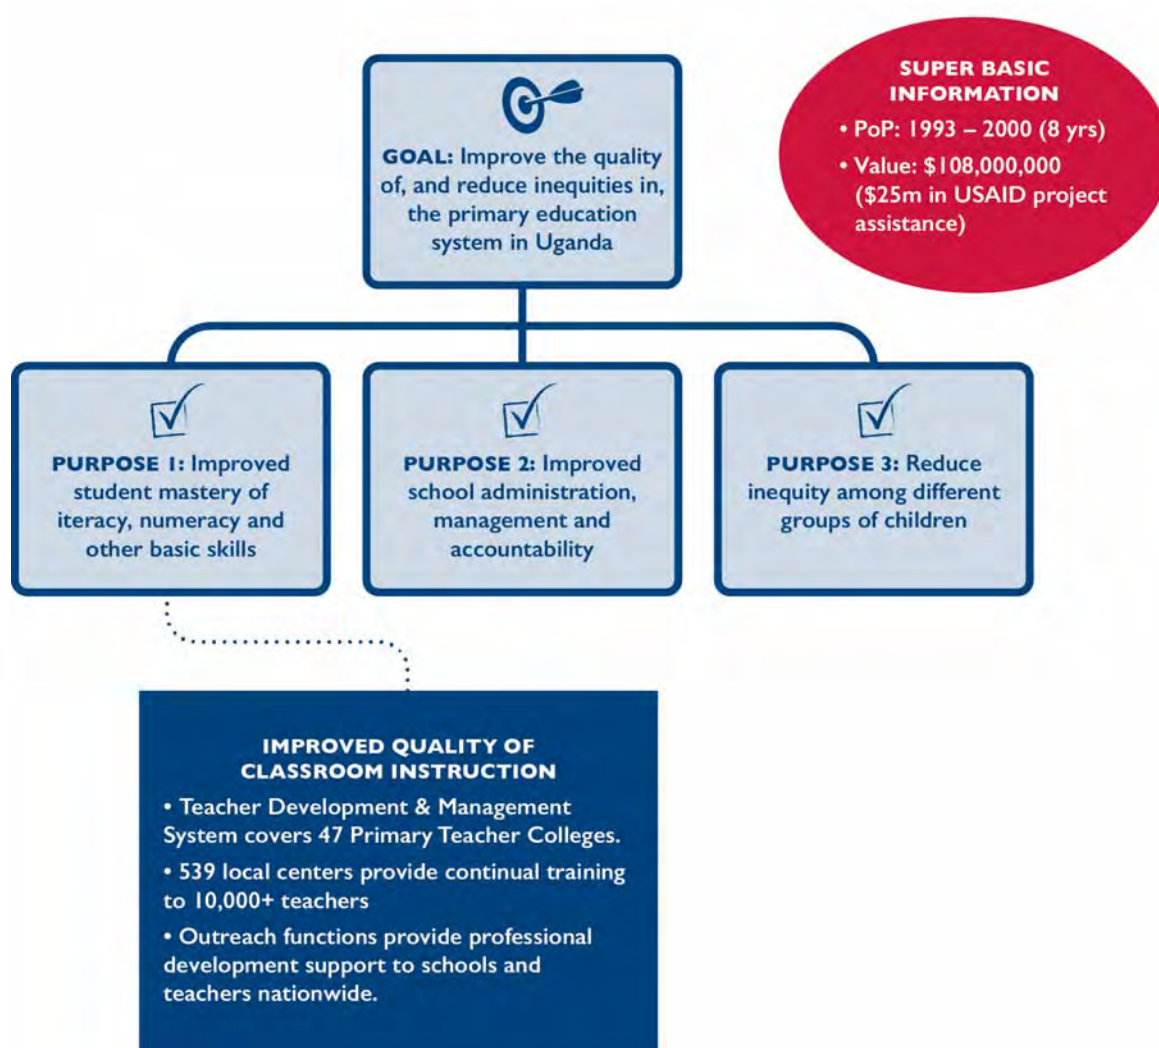 GOAL: Improve the quality
of, and reduce inequities in,
the primary education
system in Uganda
SUPER BASIC
INFORMATION
• PoP: 1993 – 2000 (8 yrs)
• Value: $108,000,000
($25m in USAID project
assistance)
PURPOSE 1: Improved
student mastery of
iteracy, numeracy and
other basic skills
PURPOSE 2: Improved
school administration,
management and
accountability
PURPOSE 3: Reduce
inequity among different
groups of children
IMPROVED QUALITY OF
CLASSROOM INSTRUCTION
• Teacher Development & Management
System covers 47 Primary Teacher Colleges.
• 539 local centers provide continual training
to 10,000+ teachers
• Outreach functions provide professional
development support to schools and
teachers nationwide.